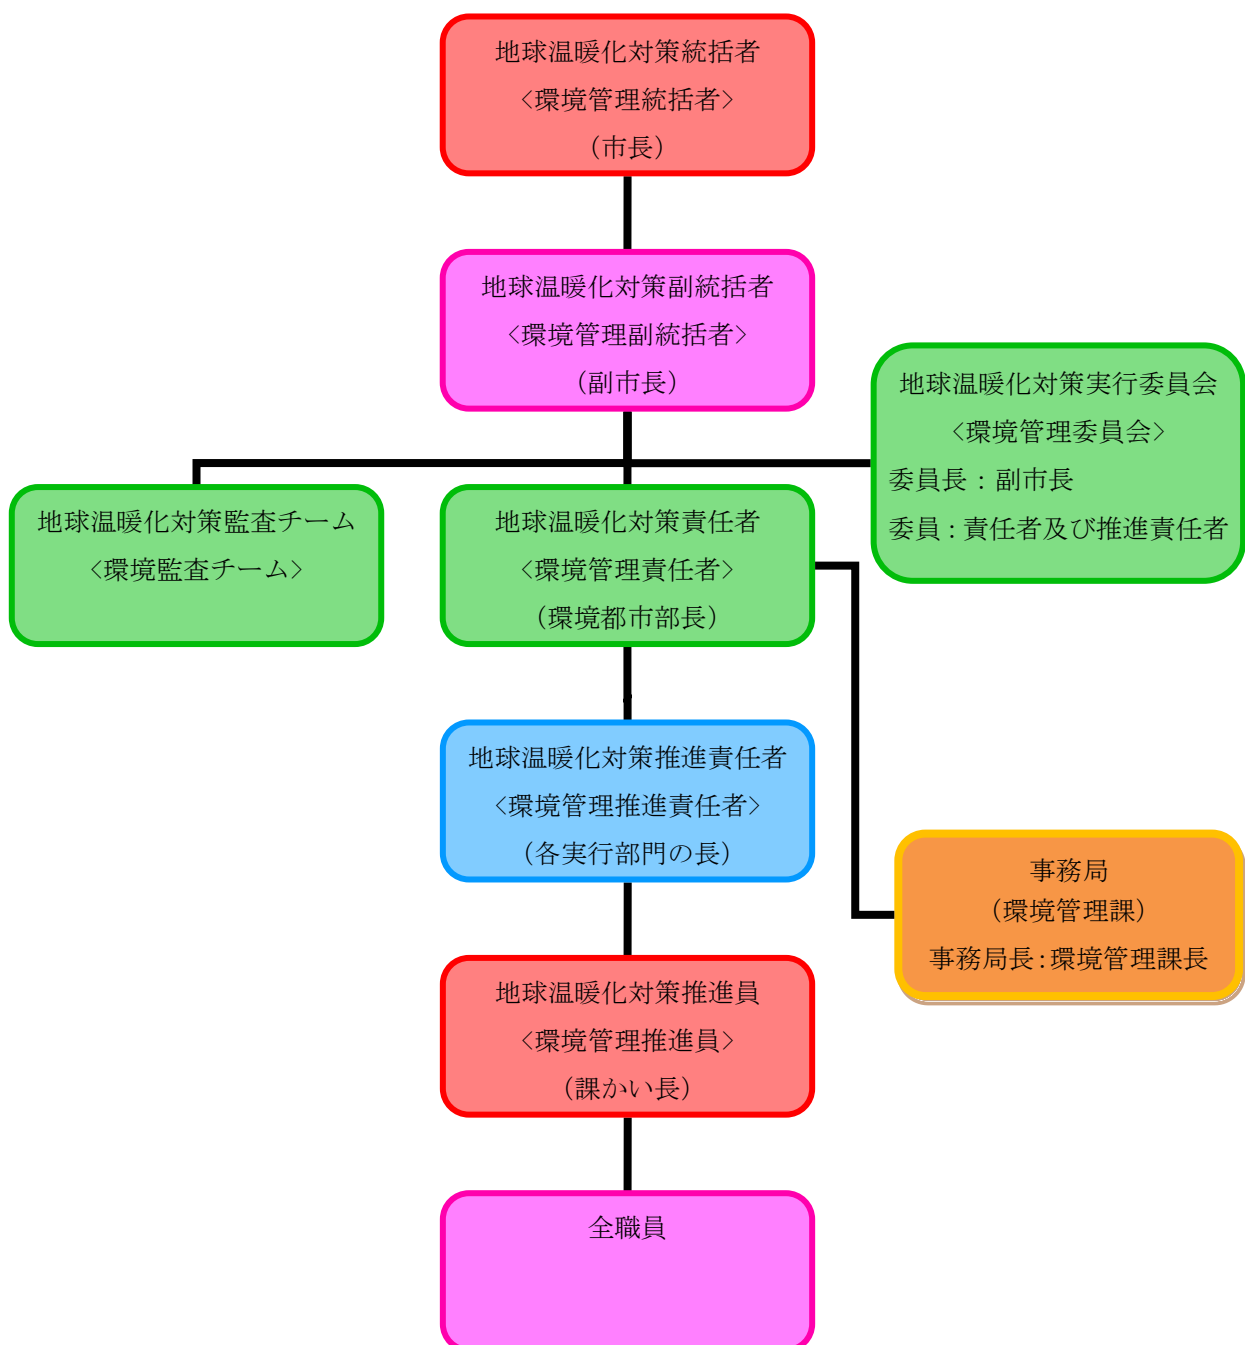 地球温暖化対策統括者
<環境管理統括者>
(市長)
地球温暖化対策副統括者
<環境管理副統括者>
(副市長)
地球温暖化対策実行委員会
<環境管理委員会>
委員長：副市長
委員：責任者及び推進責任者
地球温暖化対策監査チーム
<環境監査チーム>
地球温暖化対策責任者
<環境管理責任者>
(環境都市部長)
地球温暖化対策推進責任者
<環境管理推進責任者>
(各実行部門の長)
事務局
(環境管理課)
事務局長：環境管理課長
地球温暖化対策推進員
<環境管理推進員>
(課かい長)
全職員